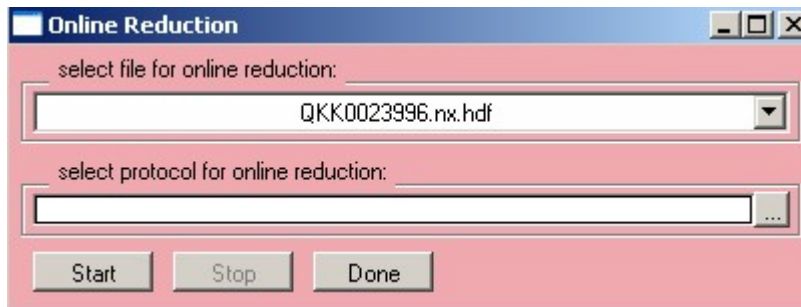 Online Reduction
select file for online reduction:
QKK0023996.nx.hdf
select protocol for online reduction:
...
Start Stop Done